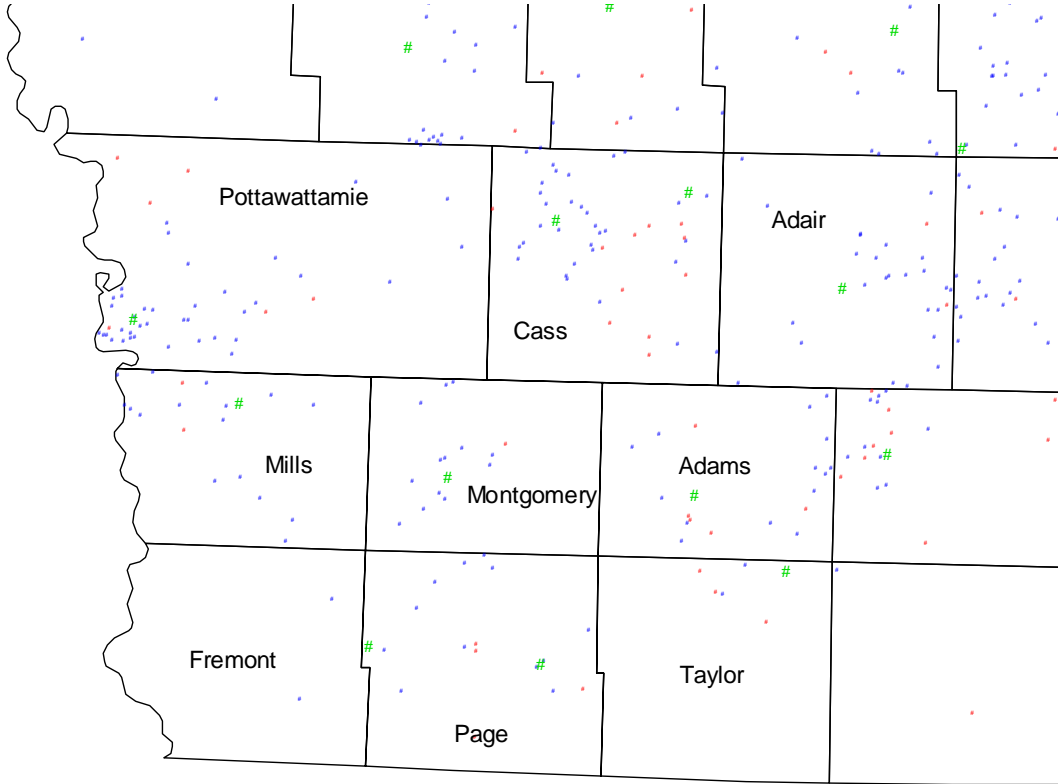 Pottawattamie
Adair
Cass
Mills
Adams
Montgomery
Fremont
Taylor
Page